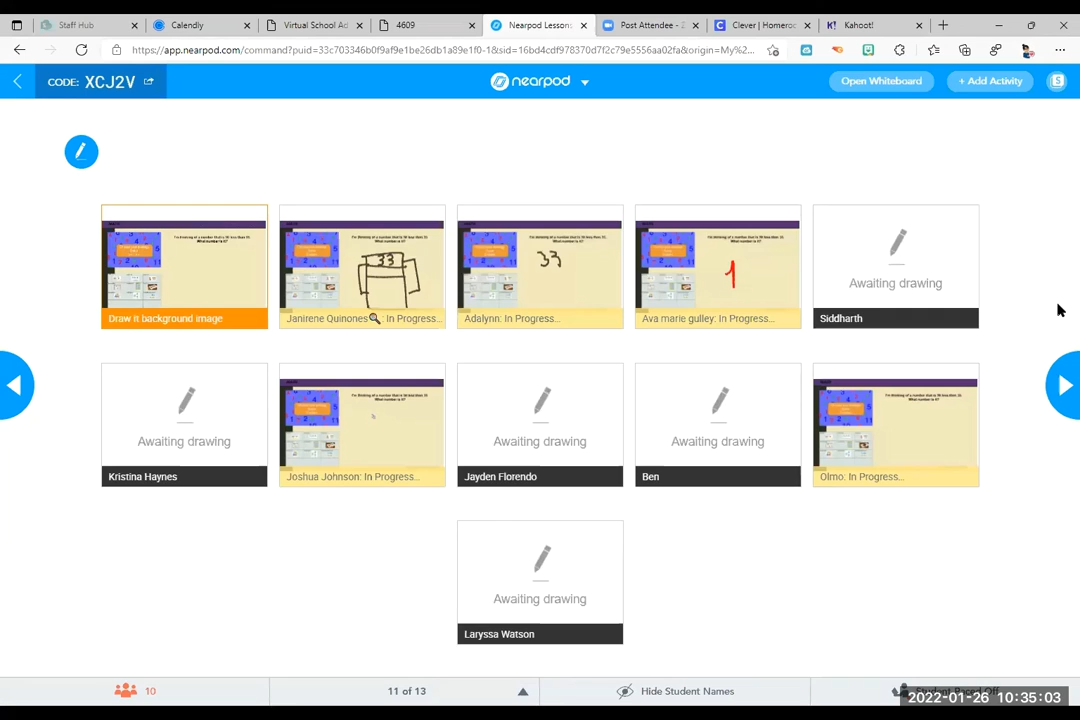 Staff Hub
Calendly
Virtual School Ad
4609
Nearpod Lessons
Post Attendee - Z
Clever | Homeroc
Kahoot!
https://app.nearpod.com/command?puid=33c703346b0f9af9e1be26db1a89e1f0-1&sid=16bd4cdf978370d7f2c79e5556aa02fa&origin=My%2...
CODE: XCJ2V
nearpod
Open Whiteboard
+ Add Activity
S
33
33
1
Draw It background image
Janirene Quinones : In Progress...
Adalynn: In Progress...
Ava marie gulley: In Progress...
Awaiting drawing
Siddharth
Awaiting drawing
Kristina Haynes
Joshua Johnson: In Progress...
Awaiting drawing
Jayden Florendo
Awaiting drawing
Ben
Olmo: In Progress...
Awaiting drawing
Laryssa Watson
10
11 of 13
Hide Student Names
2022-01-26 10:35:03